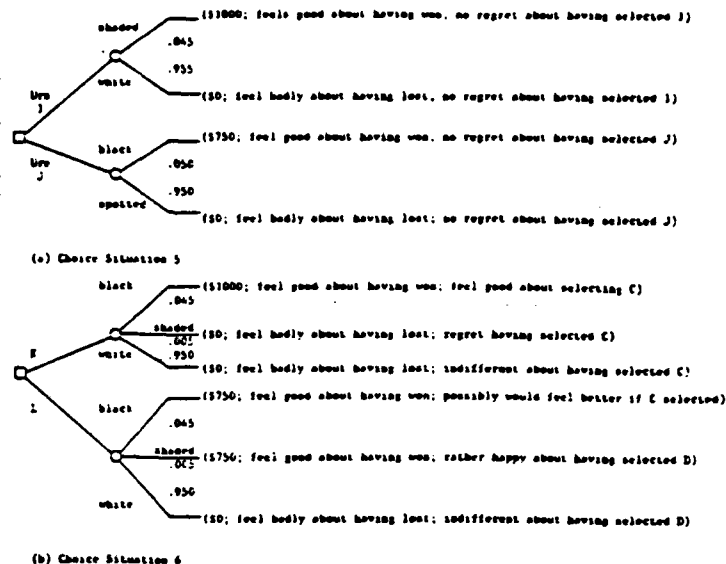 ($1000; feels good about having won, no regret about having selected I)
shaded
.045
.955
white
Urn
I
($0; feel badly about having lost, no regret about having selected I)
Urn
J
black
($750; feel good about having won, no regret about having selected J)
.050
.950
spotted
($0; feel badly about having lost; no regret about having selected J)
(a) Choice Situation 5
black
($1000; feel good about having won; feel good about selecting C)
.045
shaded
($0; feel badly about having lost; regret having selected C)
.005
K
white
.950
($0; feel badly about having lost; indifferent about having selected C)
black
($750; feel good about having won; possibly would feel better if C selected)
.045
shaded
($750; feel good about having won; rather happy about having selected D)
.005
.950
white
($0; feel badly about having lost; indifferent about having selected D)
(b) Choice Situation 6